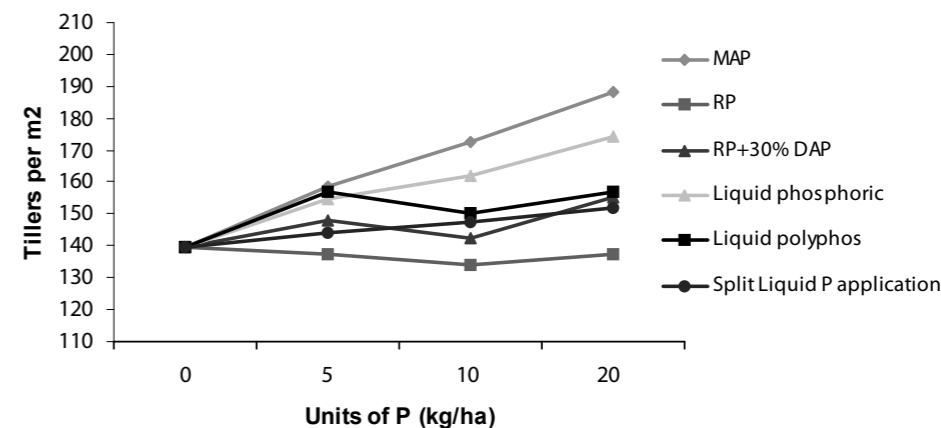 210
200
190
180
170
160
150
140
130
120
110
Tillers per m2
0 5 10 20
Units of P (kg/ha)
MAP
RP
RP+30% DAP
Liquid phosphoric
Liquid polyphos
Split Liquid P application